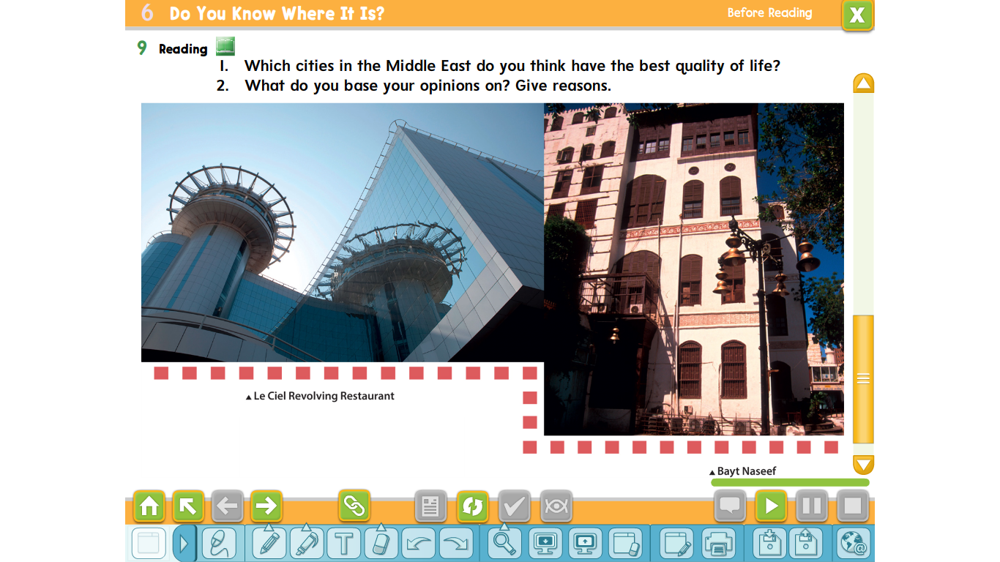 6 Do You Know Where It Is?
Before Reading
X
9 Reading
1. Which cities in the Middle East do you think have the best quality of life?
2. What do you base your opinions on? Give reasons.
▲ Le Ciel Revolving Restaurant
▲ Bayt Naseef
T
@